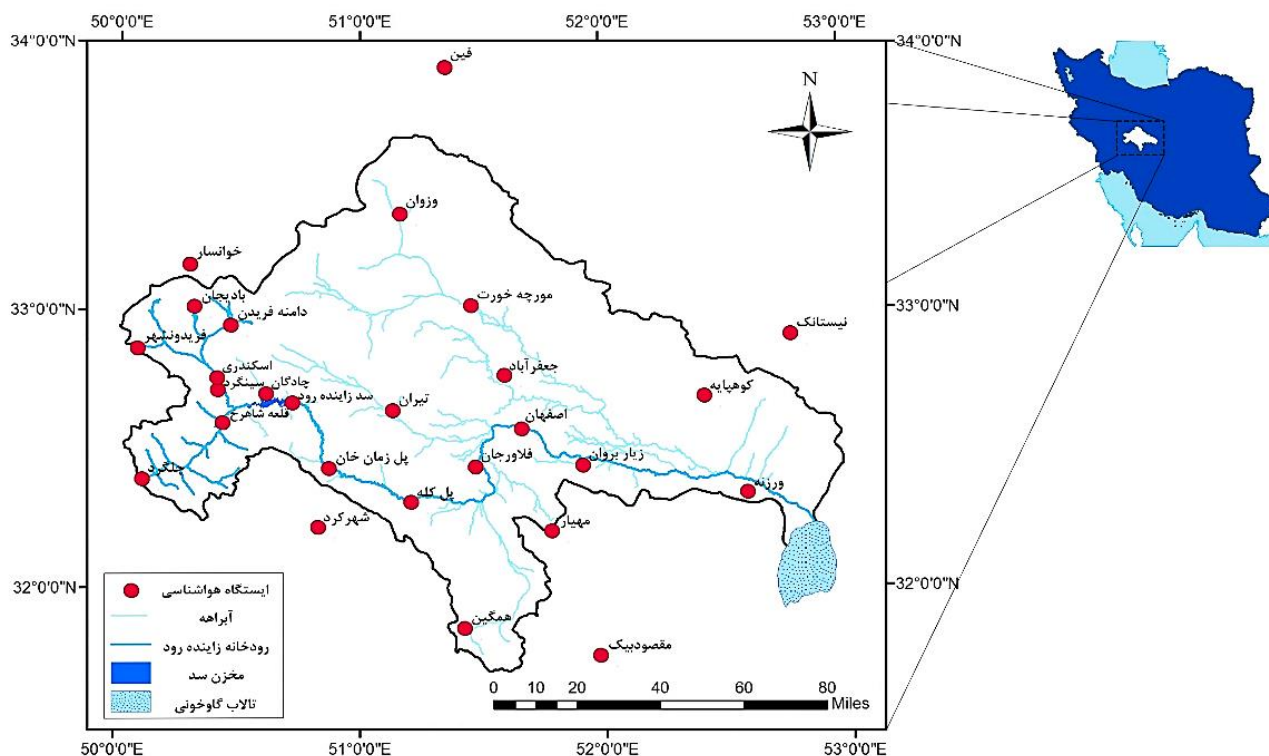 50°0'0"E 51°0'0"E 52°0'0"E 53°0'0"E
34°0'0"N 34°0'0"N
فین
N
وزوان
خوانسار
بادیجان
دامنه فریدن
مورچه خورت
33°0'0"N 33°0'0"N
نیستانک
فریدونشهر
اسکندری
جعفرآباد
چادگان
سینگرد
سد زاینده رود
تیران
کوهپایه
قلعه شاهرخ
اصفهان
چلگرد
پل زمان خان
فلاورجان
زیار بروان
ورزنه
پل کله
شهرکرد
مهیار
32°0'0"N 32°0'0"N
همگین
مقصودبیک
ایستگاه هواشناسی
آبراهه
رودخانه زاینده رود
مخزن سد
تالاب گاوخونی
0 10 20 40 60 80
Miles
50°0'0"E 51°0'0"E 52°0'0"E 53°0'0"E